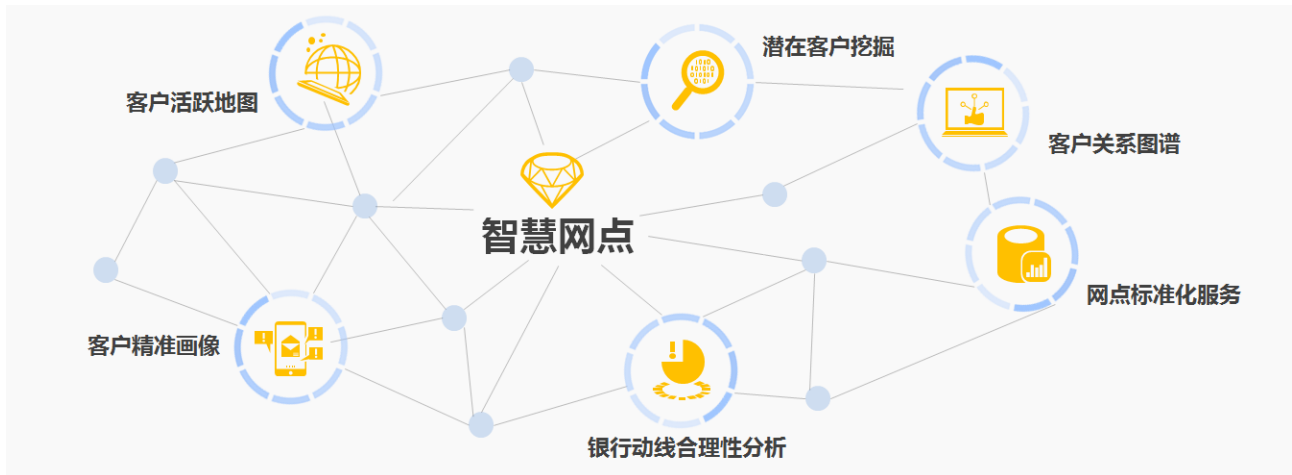 潜在客户挖掘
客户活跃地图
客户关系图谱
智慧网点
网点标准化服务
客户精准画像
银行动线合理性分析